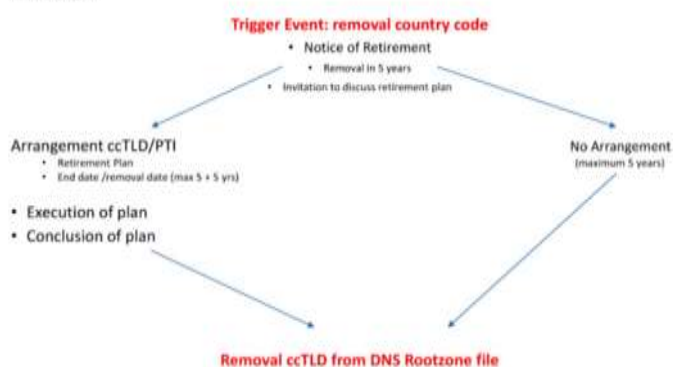 Trigger Event: removal country code
• Notice of Retirement
• Removal in 5 years
• Invitation to discuss retirement plan
Arrangement ccTLD/PTI
• Retirement Plan
• End date /removal date (max 5 + 5 yrs)
• Execution of plan
• Conclusion of plan
No Arrangement
(maximum 5 years)
Removal ccTLD from DNS Rootzone file